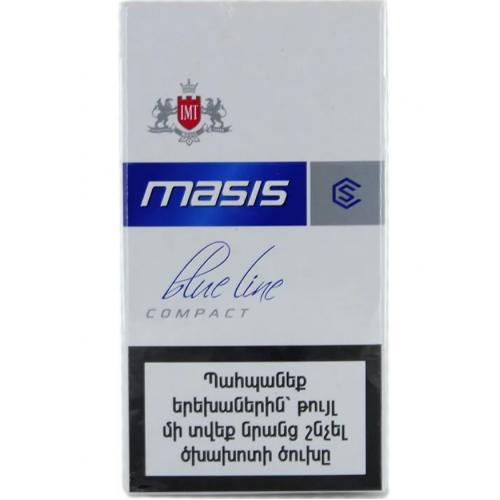 IMT
masis
blue line
COMPACT
Պահպանեք
երեխաներին՝ թույլ
մի տվեք նրանց շնչել
ծխախոտի ծուխը